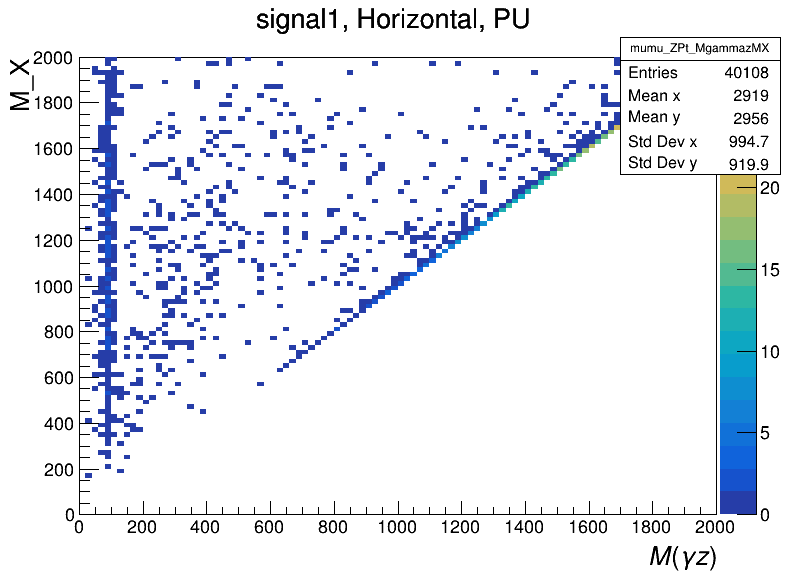 signal1, Horizontal, PU
mumu_ZPt_MgammazMX
Entries 40108
Mean x 2919
Mean y 2956
Std Dev x 994.7
Std Dev y 919.9
M_X
2000
1800
1600
1400
1200
1000
800
600
400
200
0
20
15
10
5
0
0 200 400 600 800 1000 1200 1400 1600 1800 2000
M(γz)